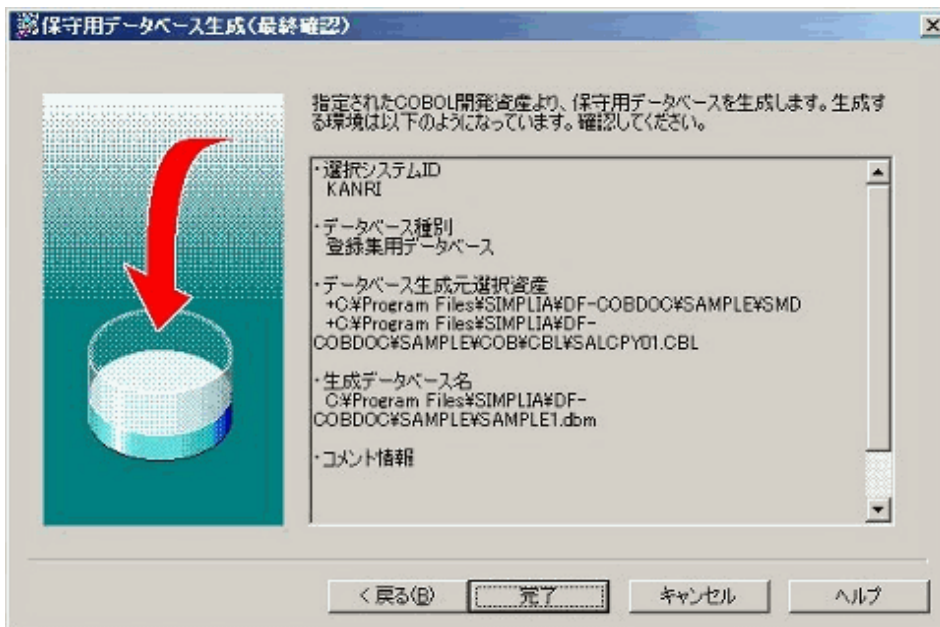 保守用データベース生成(最終確認)
指定されたCOBOL開発資産より、保守用データベースを生成します。生成す
る環境は以下のようになっています。確認してください。
・選択システムID
KANRI
・データベース種別
登録集用データベース
・データベース生成元選択資産
+C¥Program Files¥SIMPLIA¥DF-COBDOC¥SAMPLE¥SMD
+C¥Program Files¥SIMPLIA¥DF-
COBDOC¥SAMPLE¥COB¥CBL¥SALCPY01.CBL
・生成データベース名
C¥Program Files¥SIMPLIA¥DF-
COBDOC¥SAMPLE¥SAMPLE1.dbm
・コメント情報
< 戻る(B) 完了 キャンセル ヘルプ